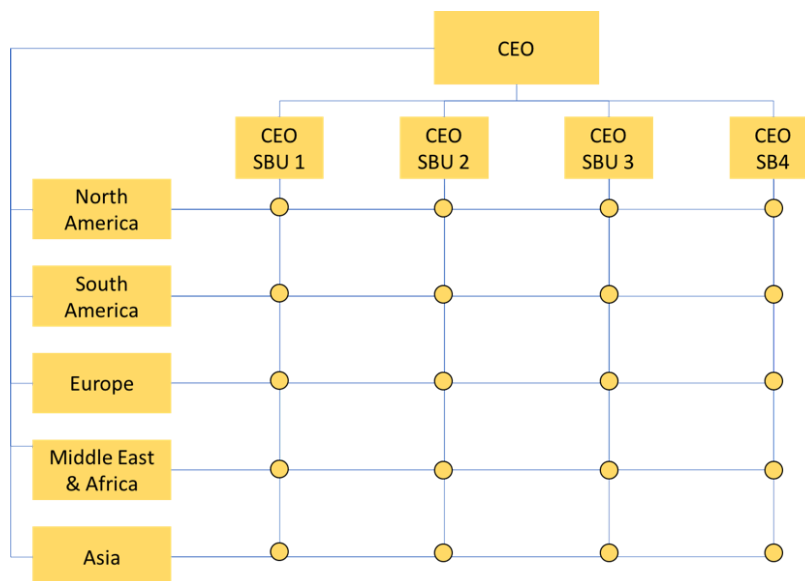 CEO
CEO
SBU 1
CEO
SBU 2
CEO
SBU 3
CEO
SB4
North
America
South
America
Europe
Middle East
& Africa
Asia